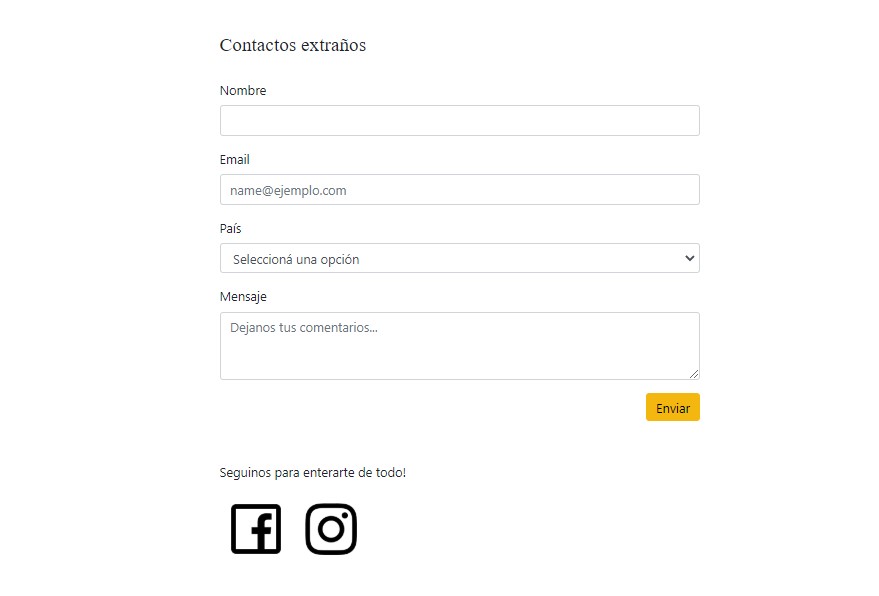 Contactos extraños
Nombre
Email
name@ejemplo.com
País
Seleccioná una opción
Mensaje
Dejanos tus comentarios...
Enviar
Seguinos para enterarte de todo!